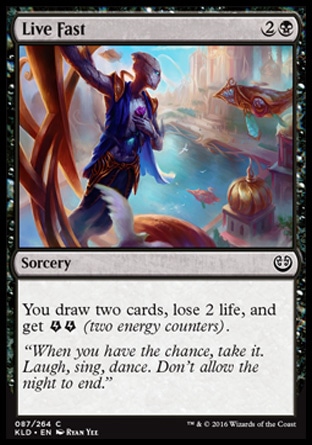 Live Fast 2
Sorcery
You draw two cards, lose 2 life, and
get (two energy counters).
“When you have the chance, take it.
Laugh, sing, dance. Don’t allow the
night to end.”
087/264 C
KLD • EN Ryan Yee ™ & © 2016 Wizards of the Coast